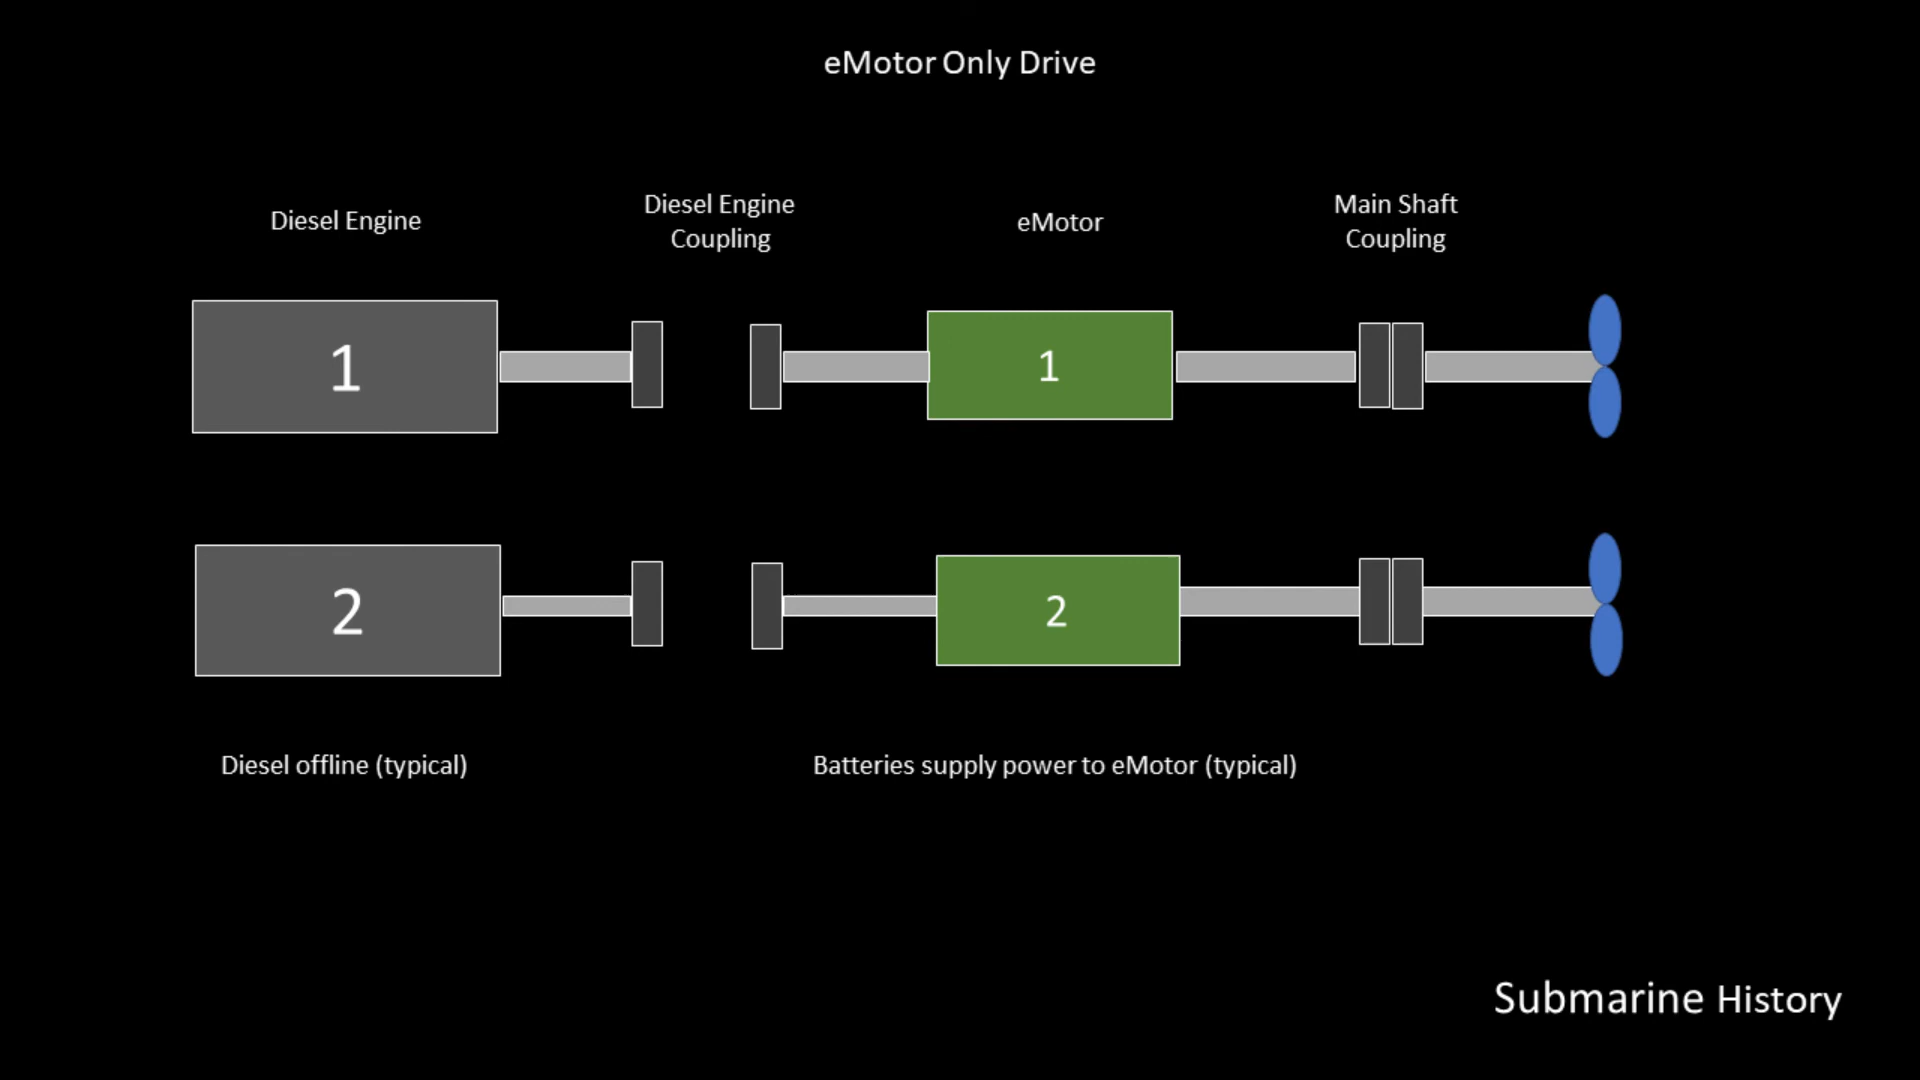 eMotor Only Drive
Diesel Engine
Diesel Engine
Coupling
eMotor
Main Shaft
Coupling
1
1
2
2
Diesel offline (typical)
Batteries supply power to eMotor (typical)
Submarine History